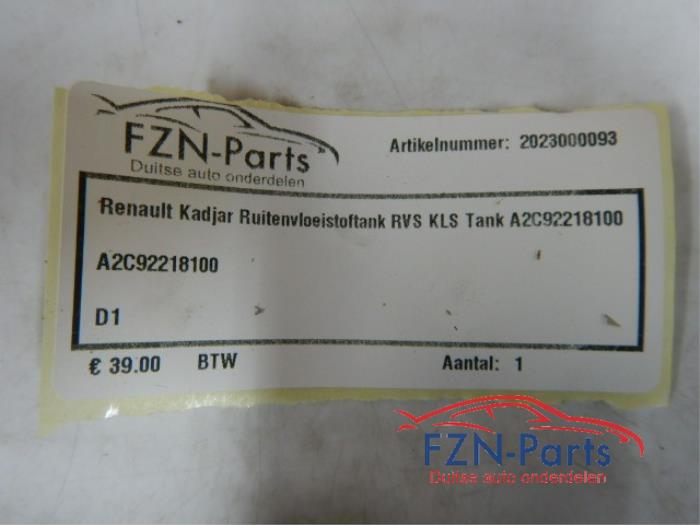 FZN-Parts
Duitse auto onderdelen
Artikelnummer: 2023000093
Renault Kadjar Ruitenvloeistoftank RVS KLS Tank A2C92218100
A2C92218100
D1
€ 39.00 BTW Aantal: 1
FZN-Parts
Duitse auto onderdelen